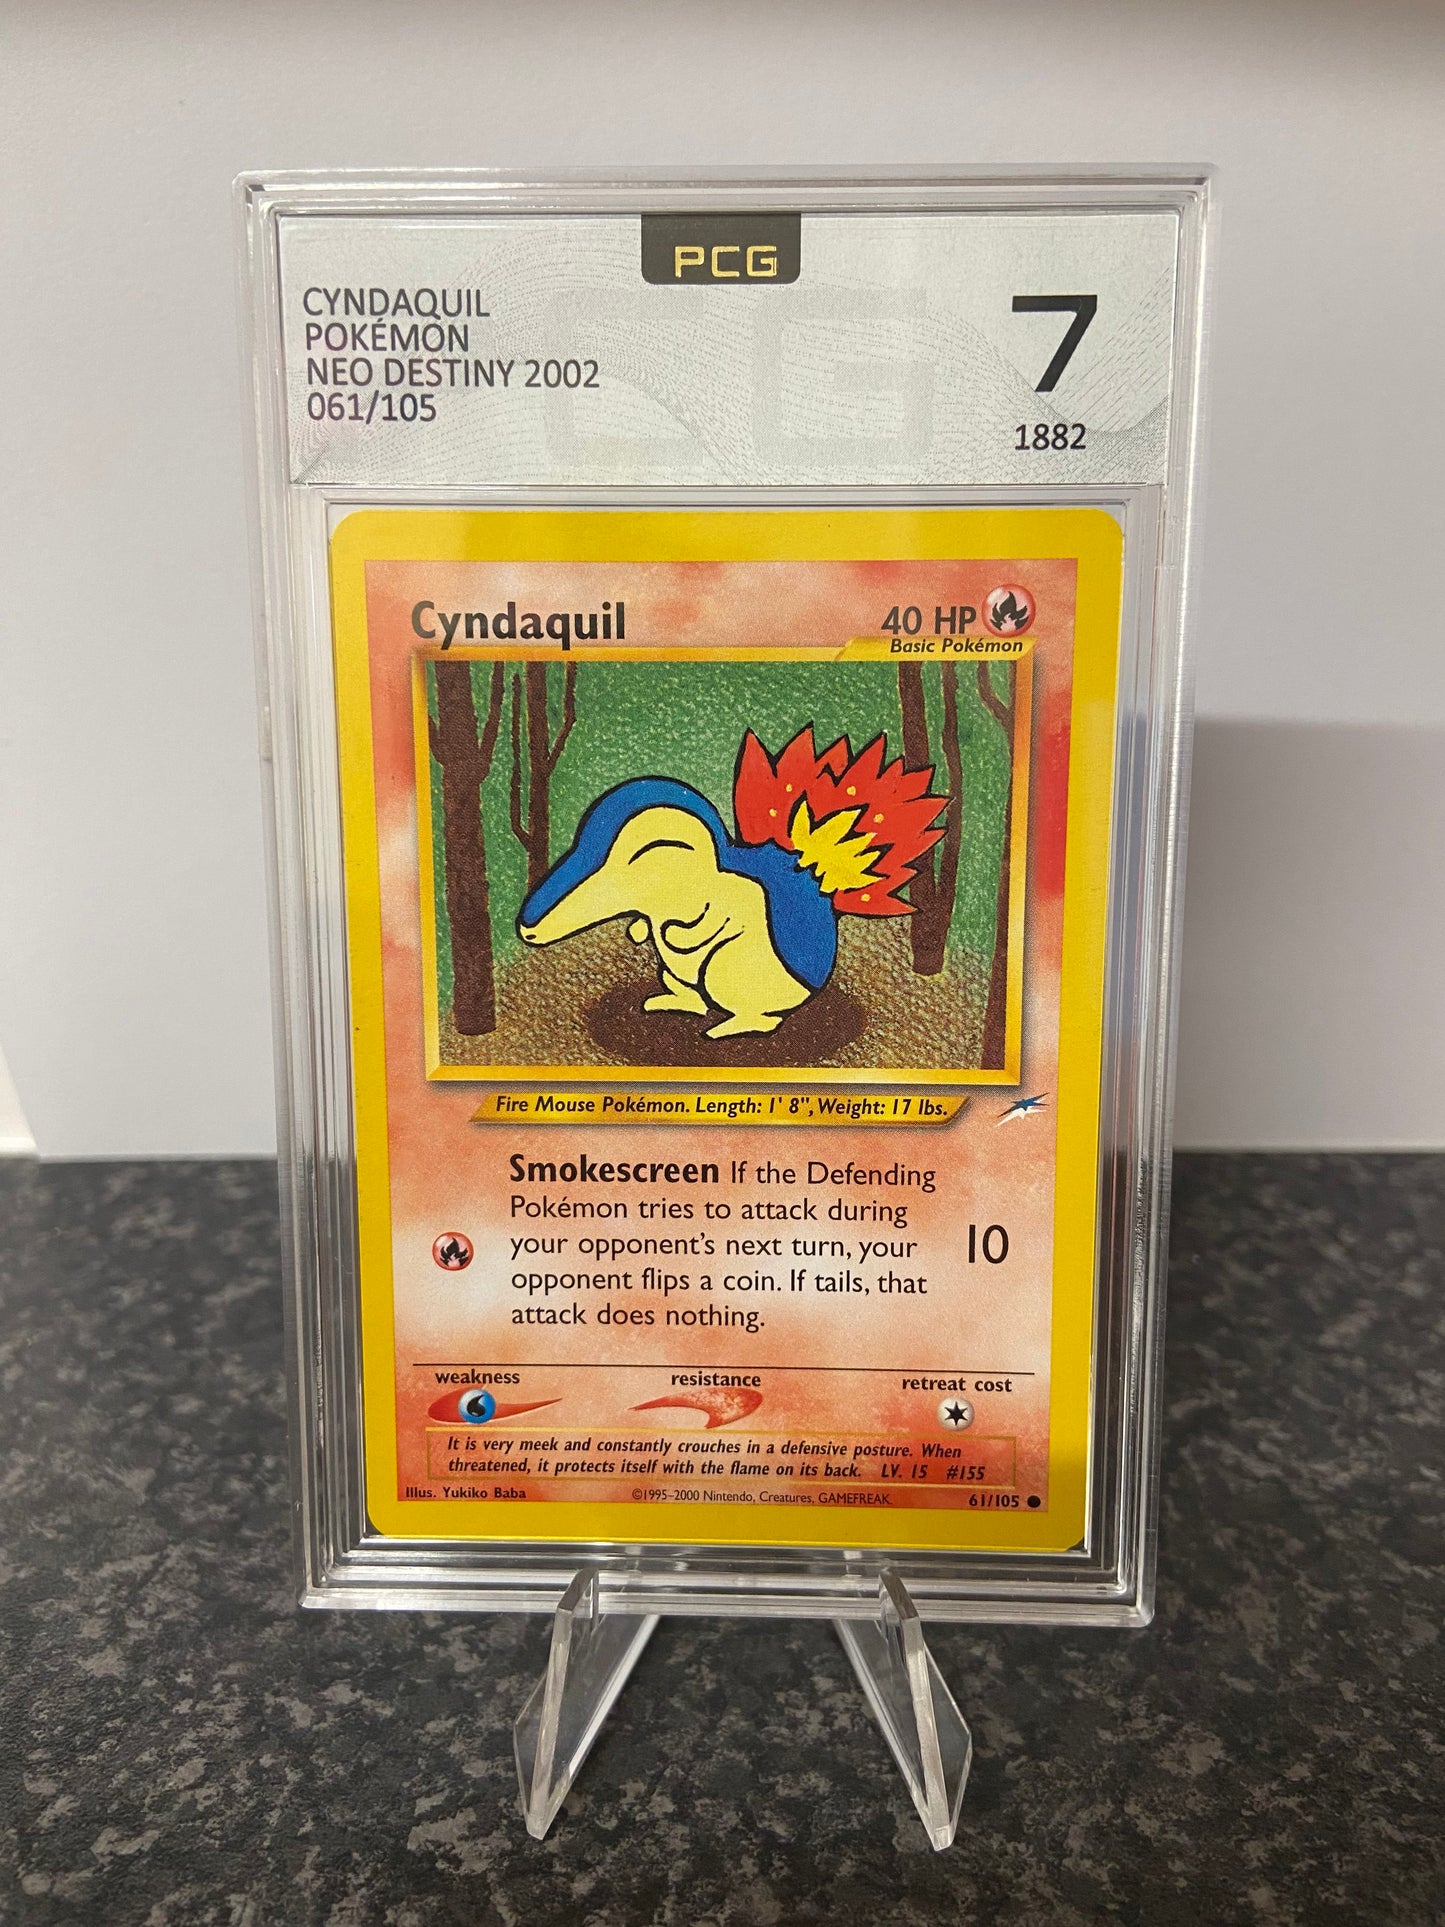 PCG
CYNDAQUIL
POKÉMON
NEO DESTINY 2002
061/105
7
1882
Cyndaquil
40 HP
Basic Pokémon
Fire Mouse Pokémon. Length: 1' 8", Weight: 17 lbs.
Smokescreen If the Defending
Pokémon tries to attack during
your opponent's next turn, your
opponent flips a coin. If tails, that
attack does nothing.
10
weakness
resistance
retreat cost
It is very meek and constantly crouches in a defensive posture. When
threatened, it protects itself with the flame on its back. LV. 15 #155
Illus. Yukiko Baba
©1995-2000 Nintendo, Creatures, GAMEFREAK.
61/105